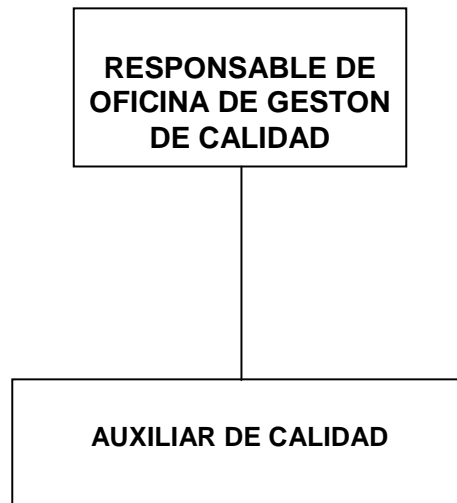 RESPONSABLE DE
OFICINA DE GESTON
DE CALIDAD
AUXILIAR DE CALIDAD